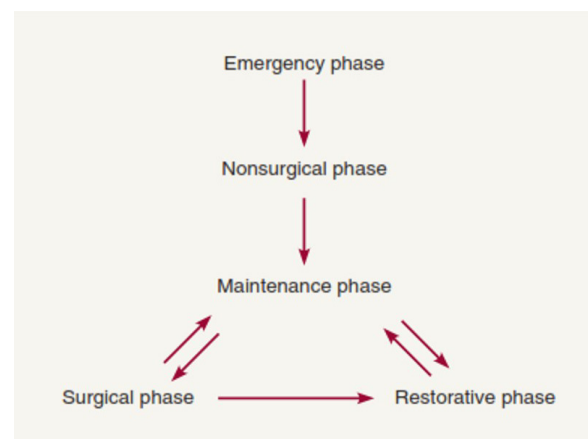 Emergency phase
Nonsurgical phase
Maintenance phase
Surgical phase
Restorative phase